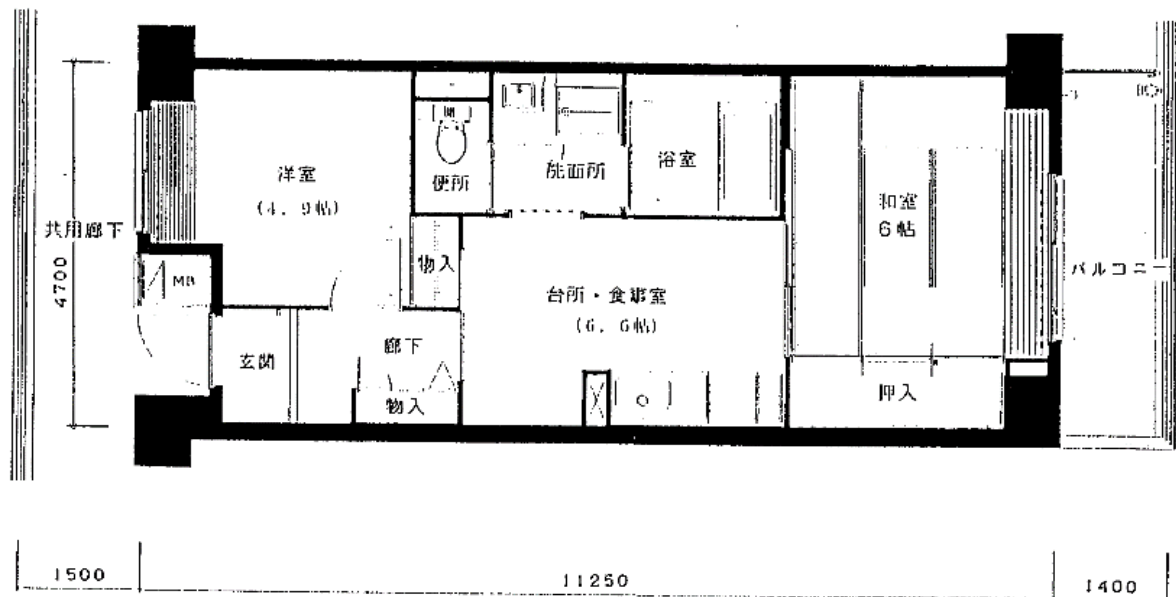 洋室
(4.9帖)
便所
洗面所
浴室
和室
6帖
共用廊下
4700
MB
物入
台所・食事室
(6.6帖)
バルコニー
玄関
廊下
物入
押入
1500
11250
1400